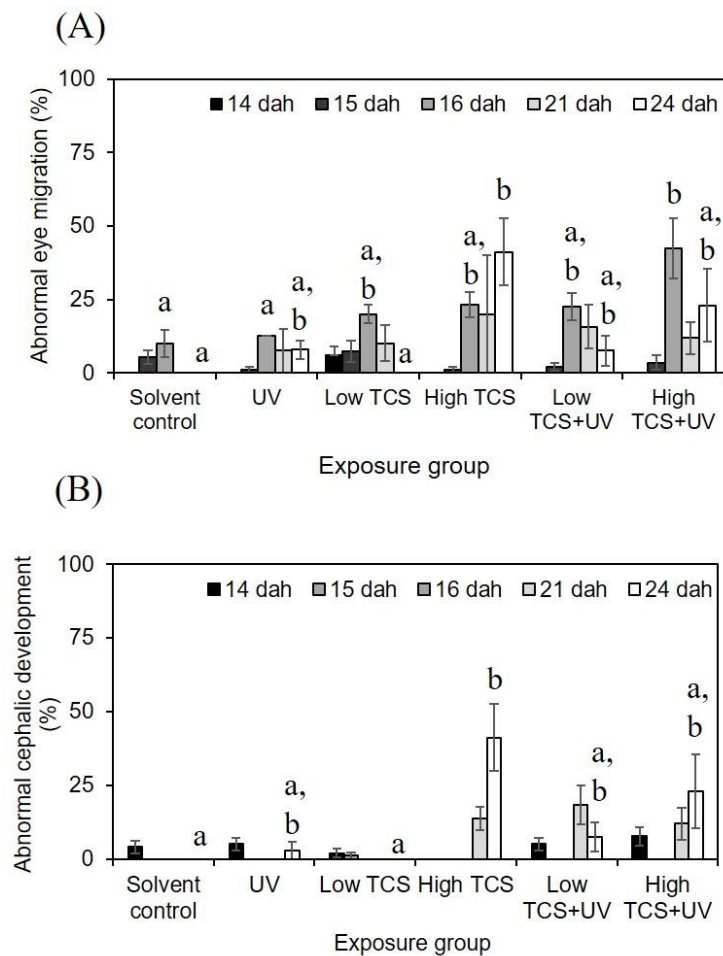 (A)
Abnormal eye migration (%)
100
75
50
25
0
14 dah 15 dah 16 dah 21 dah 24 dah
a
a
a
a,
b
a,
b
a
a,
b
b
a,
b
a,
b
b
a,
b
Solvent
control
UV
Low TCS
High TCS
Low
TCS+UV
High
TCS+UV
Exposure group
(B)
Abnormal cephalic development
(%)
100
75
50
25
0
14 dah 15 dah 16 dah 21 dah 24 dah
a
a,
b
a
b
a,
b
a,
b
Solvent
control
UV
Low TCS
High TCS
Low
TCS+UV
High
TCS+UV
Exposure group